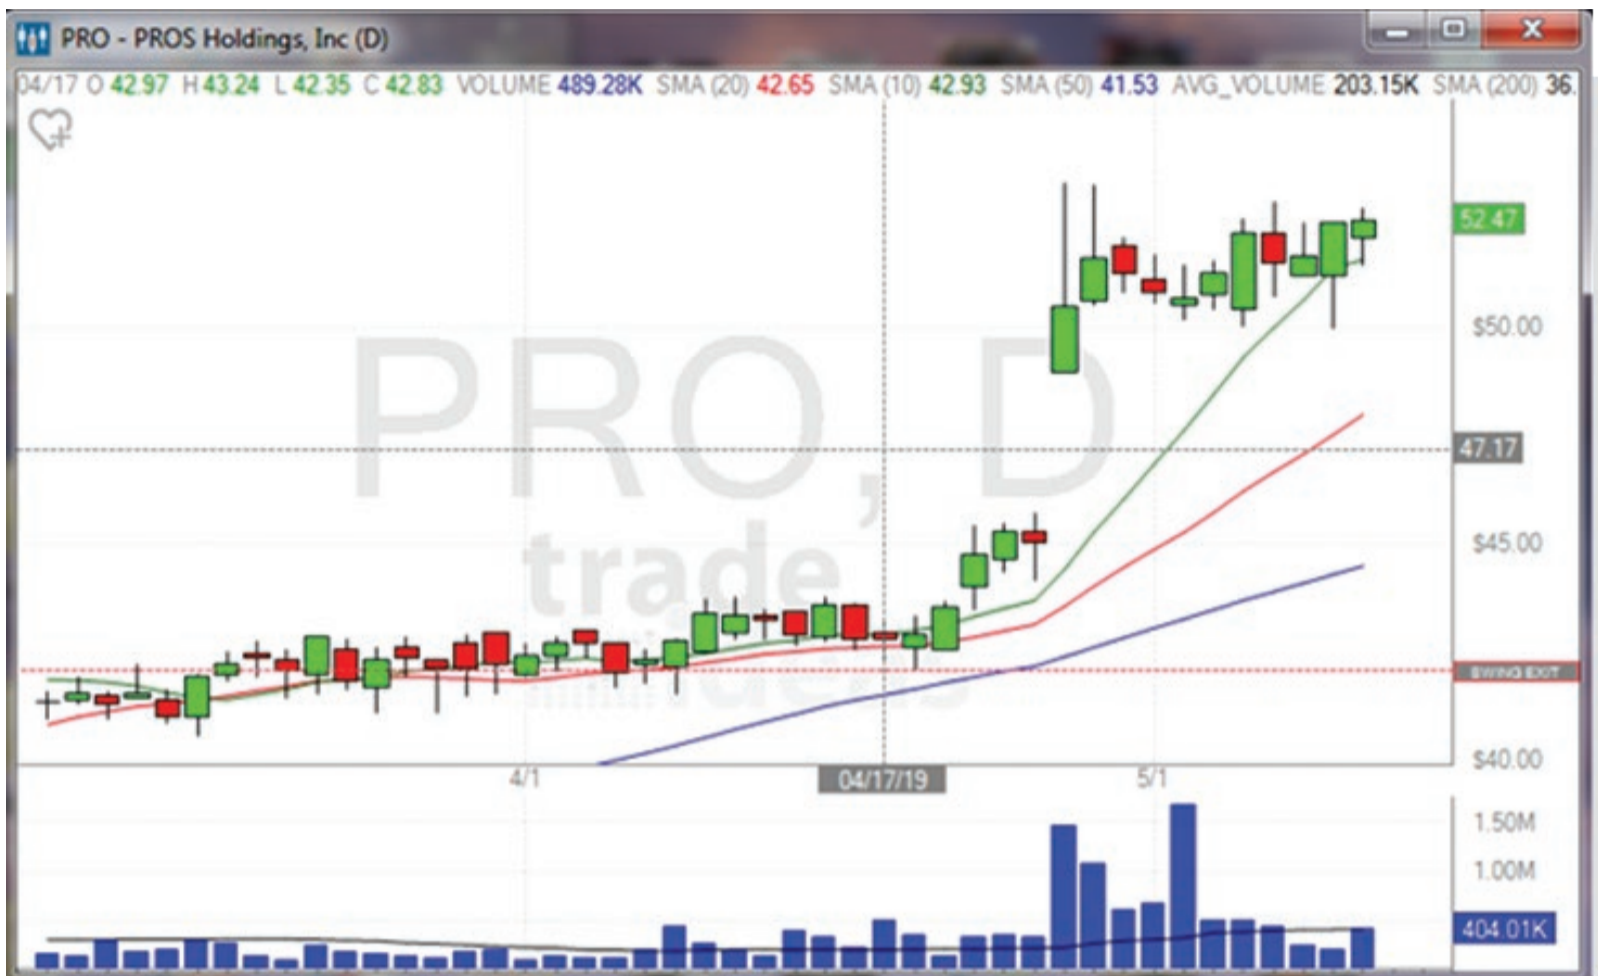 PRO - PROS Holdings, Inc (D)
04/17 O 42.97 H 43.24 L 42.35 C 42.83 VOLUME 489.28K SMA (20) 42.65 SMA (10) 42.93 SMA (50) 41.53 AVG_VOLUME 203.15K SMA (200) 36.
52.47
$50.00
PRO, D
47.17
trade
$45.00
ideas
SWING EXIT
$40.00
4/1 04/17/19 5/1
1.50M
1.00M
404.01K